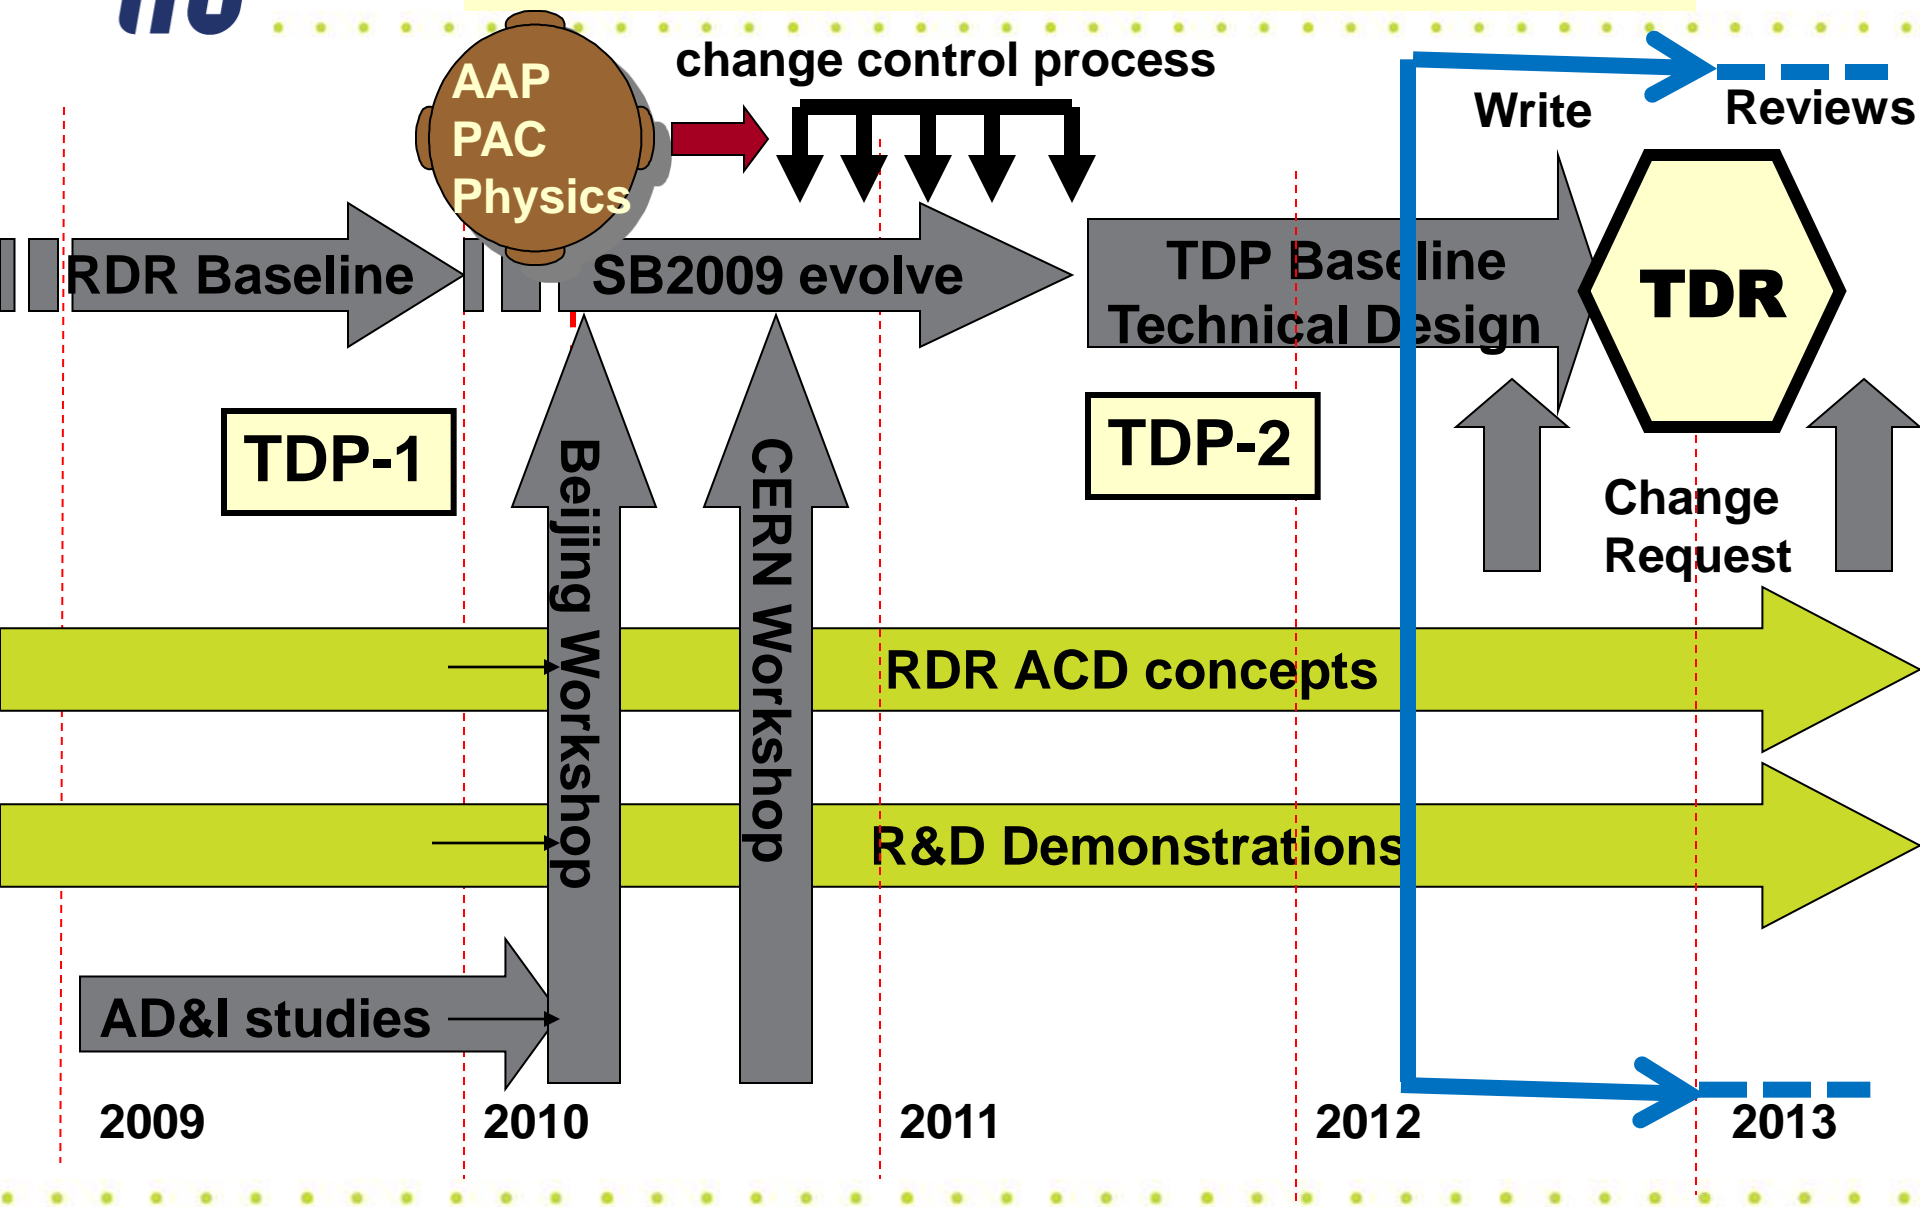 change control process
AAP
PAC
Physics
Write
Reviews
RDR Baseline
SB2009 evolve
TDP Baseline
Technical Design
TDR
TDP-1
TDP-2
Beijing Workshop
CERN Workshop
Change
Request
RDR ACD concepts
R&D Demonstrations
AD&I studies
2009
2010
2011
2012
2013